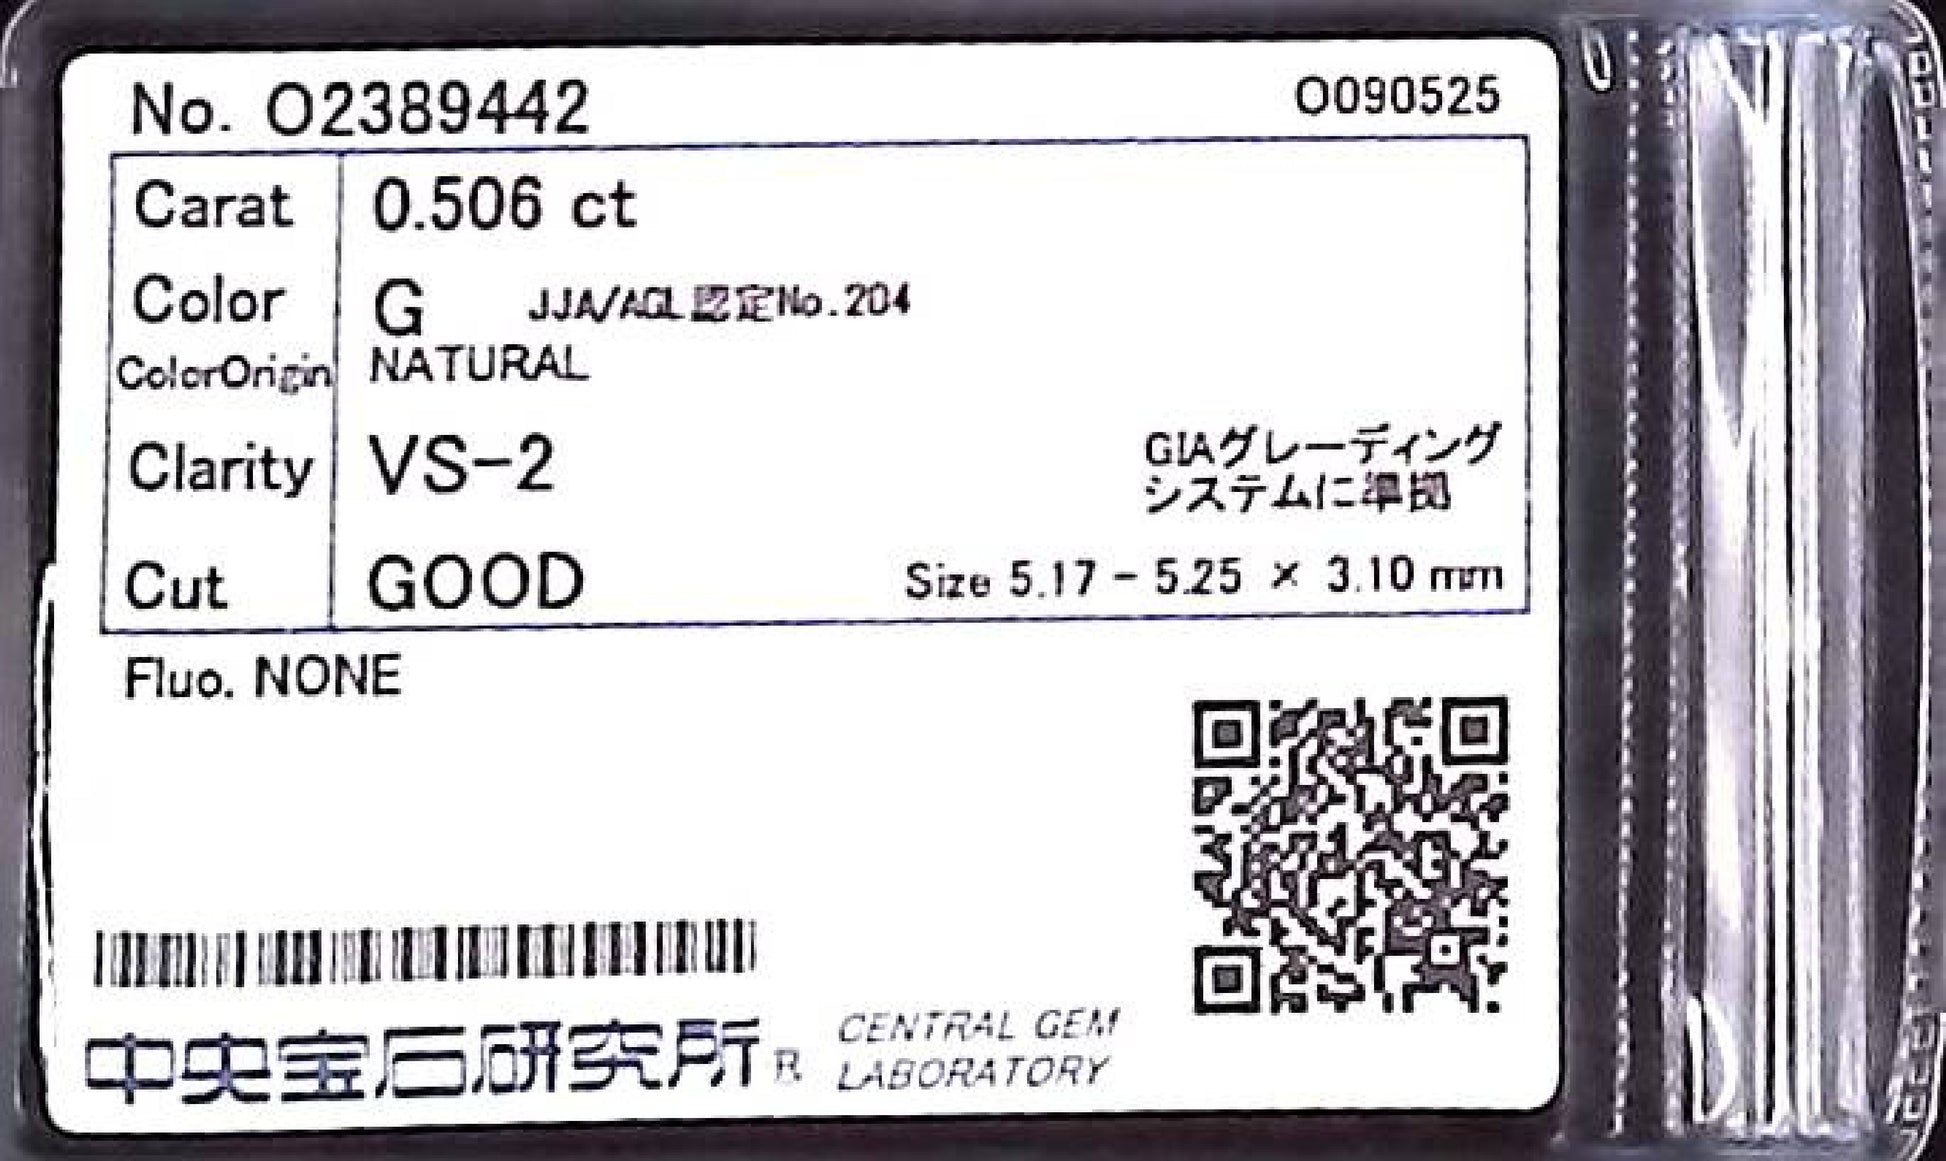 No. O2389442 O090525
Carat 0.506 ct
Color G JJA/AGL認定No.204
ColorOrigin NATURAL
Clarity VS-2
GIAグレーディング
システムに準拠
Cut GOOD Size 5.17 - 5.25 × 3.10 mm
Fluo. NONE
中央宝石研究所 R CENTRAL GEM
LABORATORY